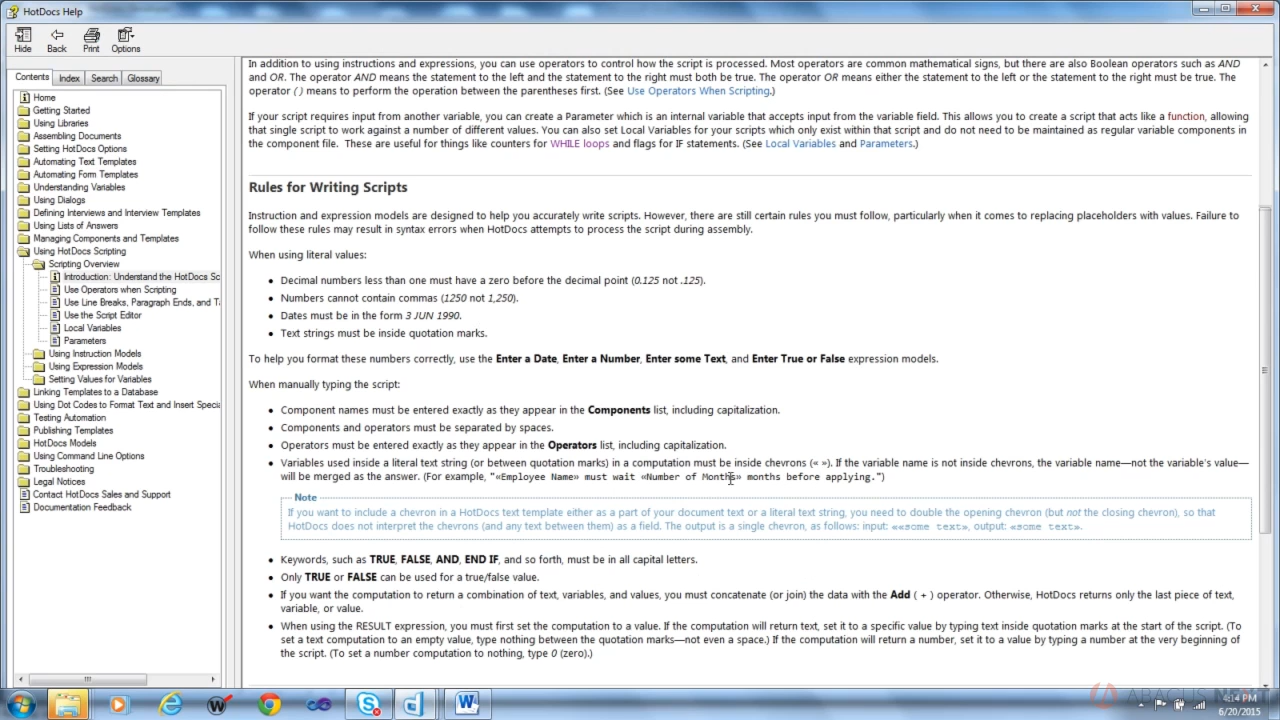 HotDocs Help
Hide
Back
Print
Options
Contents
Index
Search
Glossary
Home
Getting Started
Using Libraries
Assembling Documents
Setting HotDocs Options
Automating Text Templates
Automating Form Templates
Understanding Variables
Using Dialogs
Defining Interviews and Interview Templates
Using Lists of Answers
Managing Components and Templates
Using HotDocs Scripting
Scripting Overview
Introduction: Understand the HotDocs Sc
Use Operators when Scripting
Use Line Breaks, Paragraph Ends, and Ta
Use the Script Editor
Local Variables
Parameters
Using Instruction Models
Using Expression Models
Setting Values for Variables
Linking Templates to a Database
Using Dot Codes to Format Text and Insert Specia
Testing Automation
Publishing Templates
HotDocs Models
Using Command Line Options
Troubleshooting
Legal Notices
Contact HotDocs Sales and Support
Documentation Feedback
In addition to using instructions and expressions, you can use operators to control how the script is processed. Most operators are common mathematical signs, but there are also Boolean operators such as AND
and OR. The operator AND means the statement to the left and the statement to the right must both be true. The operator OR means either the statement to the left or the statement to the right must be true. The
operator ( ) means to perform the operation between the parentheses first. (See Use Operators When Scripting.)
If your script requires input from another variable, you can create a Parameter which is an internal variable that accepts input from the variable field. This allows you to create a script that acts like a function, allowing
that single script to work against a number of different values. You can also set Local Variables for your scripts which only exist within that script and do not need to be maintained as regular variable components in
the component file. These are useful for things like counters for WHILE loops and flags for IF statements. (See Local Variables and Parameters.)
Rules for Writing Scripts
Instruction and expression models are designed to help you accurately write scripts. However, there are still certain rules you must follow, particularly when it comes to replacing placeholders with values. Failure to
follow these rules may result in syntax errors when HotDocs attempts to process the script during assembly.
When using literal values:
• Decimal numbers less than one must have a zero before the decimal point (0.125 not .125).
• Numbers cannot contain commas (1250 not 1,250).
• Dates must be in the form 3 JUN 1990.
• Text strings must be inside quotation marks.
To help you format these numbers correctly, use the Enter a Date, Enter a Number, Enter some Text, and Enter True or False expression models.
When manually typing the script:
• Component names must be entered exactly as they appear in the Components list, including capitalization.
• Components and operators must be separated by spaces.
• Operators must be entered exactly as they appear in the Operators list, including capitalization.
• Variables used inside a literal text string (or between quotation marks) in a computation must be inside chevrons (« »). If the variable name is not inside chevrons, the variable name—not the variable's value—
will be merged as the answer. (For example, "«Employee Name» must wait «Number of Months» months before applying.")
Note
If you want to include a chevron in a HotDocs text template either as a part of your document text or a literal text string, you need to double the opening chevron (but not the closing chevron), so that
HotDocs does not interpret the chevrons (and any text between them) as a field. The output is a single chevron, as follows: input: ««some text», output: «some text».
• Keywords, such as TRUE, FALSE, AND, END IF, and so forth, must be in all capital letters.
• Only TRUE or FALSE can be used for a true/false value.
• If you want the computation to return a combination of text, variables, and values, you must concatenate (or join) the data with the Add ( + ) operator. Otherwise, HotDocs returns only the last piece of text,
variable, or value.
• When using the RESULT expression, you must first set the computation to a value. If the computation will return text, set it to a specific value by typing text inside quotation marks at the start of the script. (To
set a text computation to an empty value, type nothing between the quotation marks—not even a space.) If the computation will return a number, set it to a value by typing a number at the very beginning of
the script. (To set a number computation to nothing, type 0 (zero).)
ABACUS NEXT
4:14 PM
6/20/2015